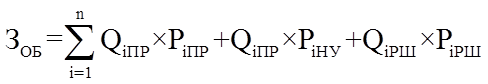 З_ОБ = ∑_{i=1}^{n} Q_iПР × P_iПР + Q_iПР × P_iНУ + Q_iРШ × P_iРШ